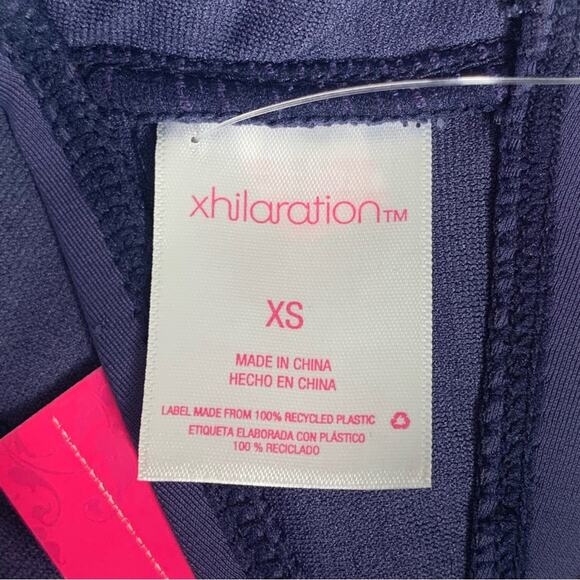 xhilaration™
XS
MADE IN CHINA
HECHO EN CHINA
LABEL MADE FROM 100% RECYCLED PLASTIC
ETIQUETA ELABORADA CON PLÁSTICO
100 % RECICLADO